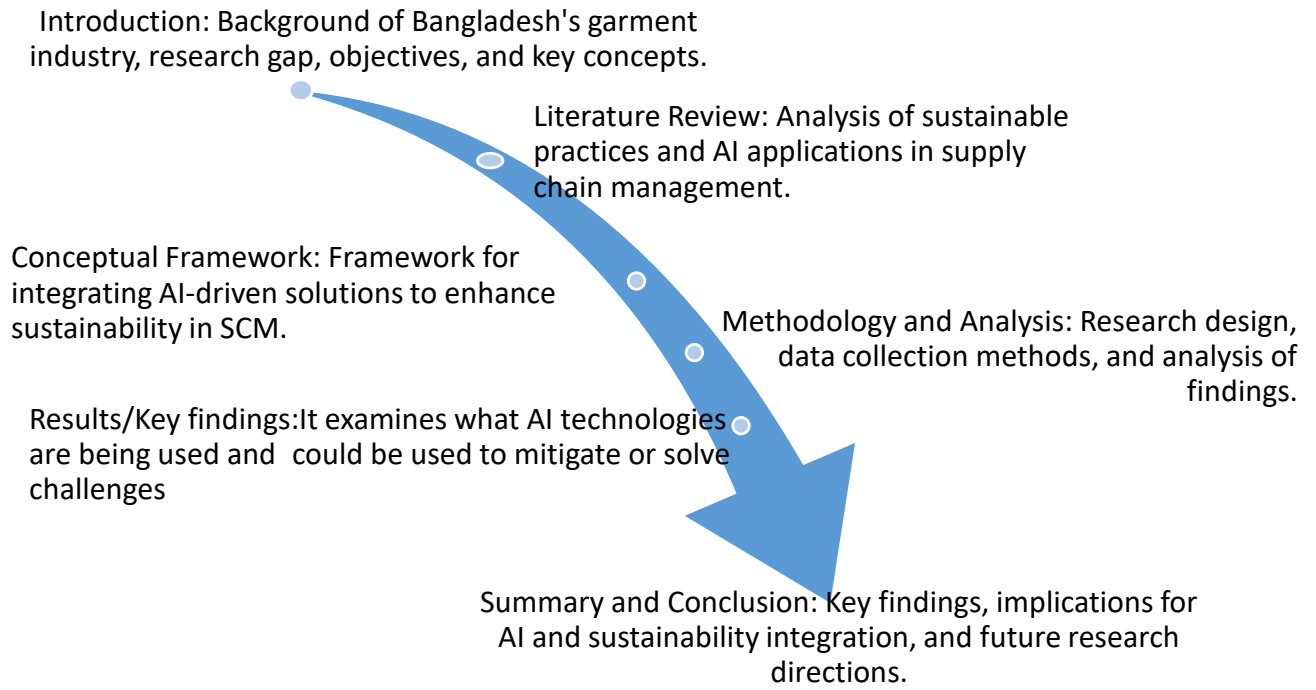 Introduction: Background of Bangladesh's garment
industry, research gap, objectives, and key concepts.
Literature Review: Analysis of sustainable
practices and AI applications in supply
chain management.
Conceptual Framework: Framework for
integrating AI-driven solutions to enhance
sustainability in SCM.
Methodology and Analysis: Research design,
data collection methods, and analysis of
findings.
Results/Key findings:It examines what AI technologies
are being used and  could be used to mitigate or solve
challenges
Summary and Conclusion: Key findings, implications for
AI and sustainability integration, and future research
directions.